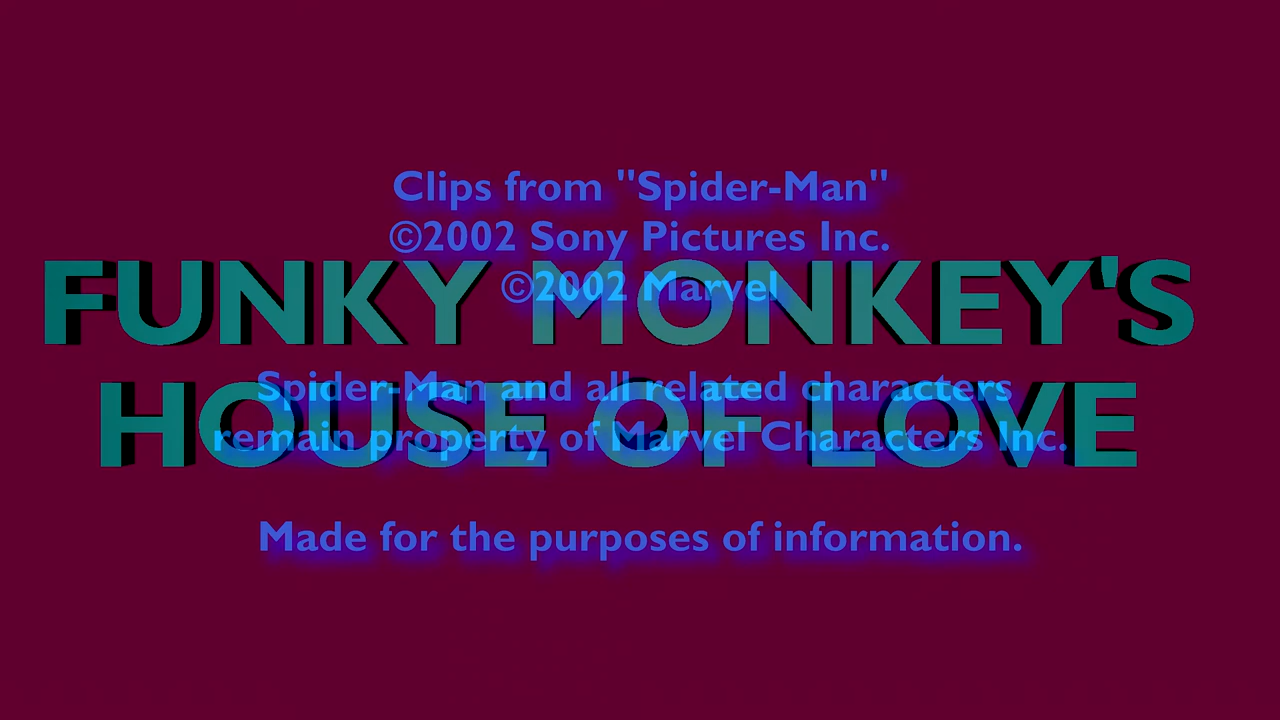 Clips from "Spider-Man"
©2002 Sony Pictures Inc.
©2002 Marvel
FUNKY MONKEY'S
HOUSE OF LOVE
Spider-Man and all related characters
remain property of Marvel Characters Inc.
Made for the purposes of information.